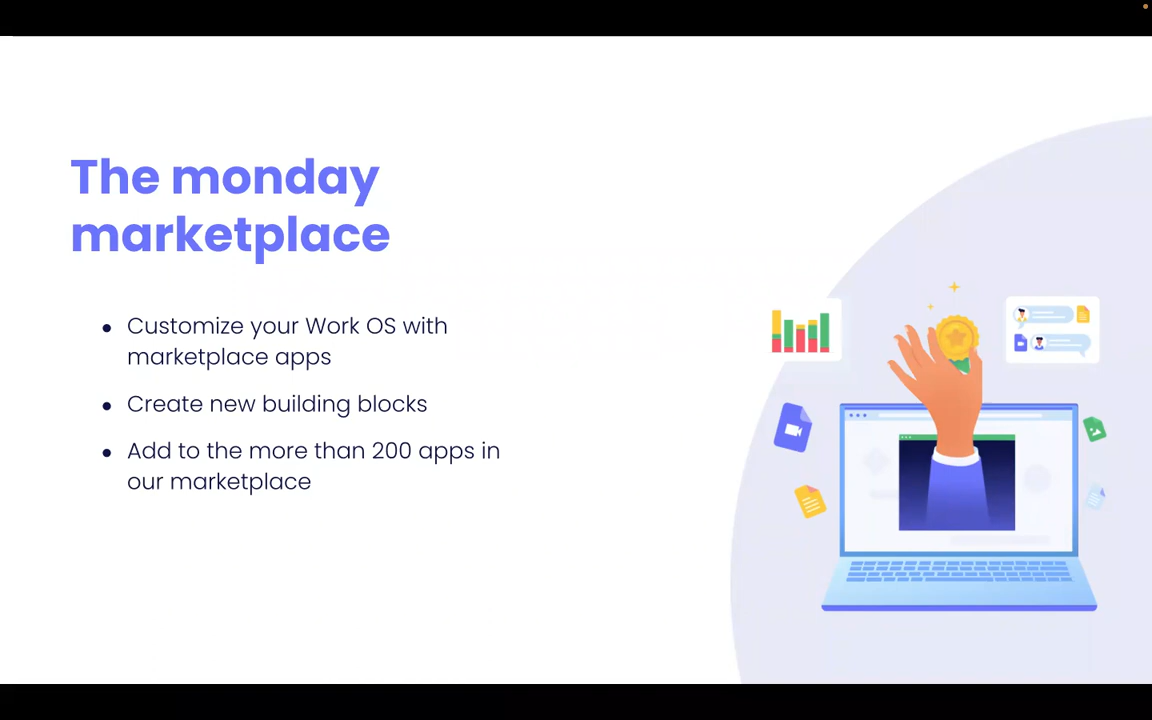 The monday
marketplace
• Customize your Work OS with
marketplace apps
• Create new building blocks
• Add to the more than 200 apps in
our marketplace